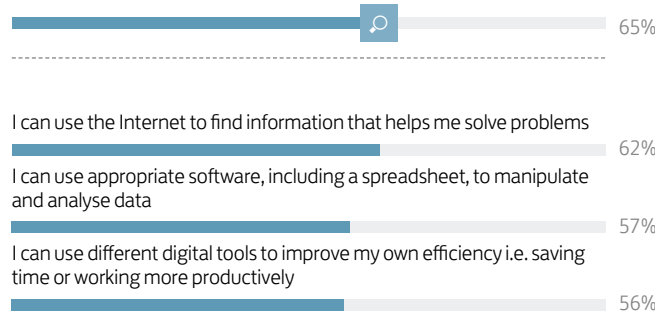 65%
I can use the Internet to find information that helps me solve problems
62%
I can use appropriate software, including a spreadsheet, to manipulate
and analyse data
57%
I can use different digital tools to improve my own efficiency i.e. saving
time or working more productively
56%